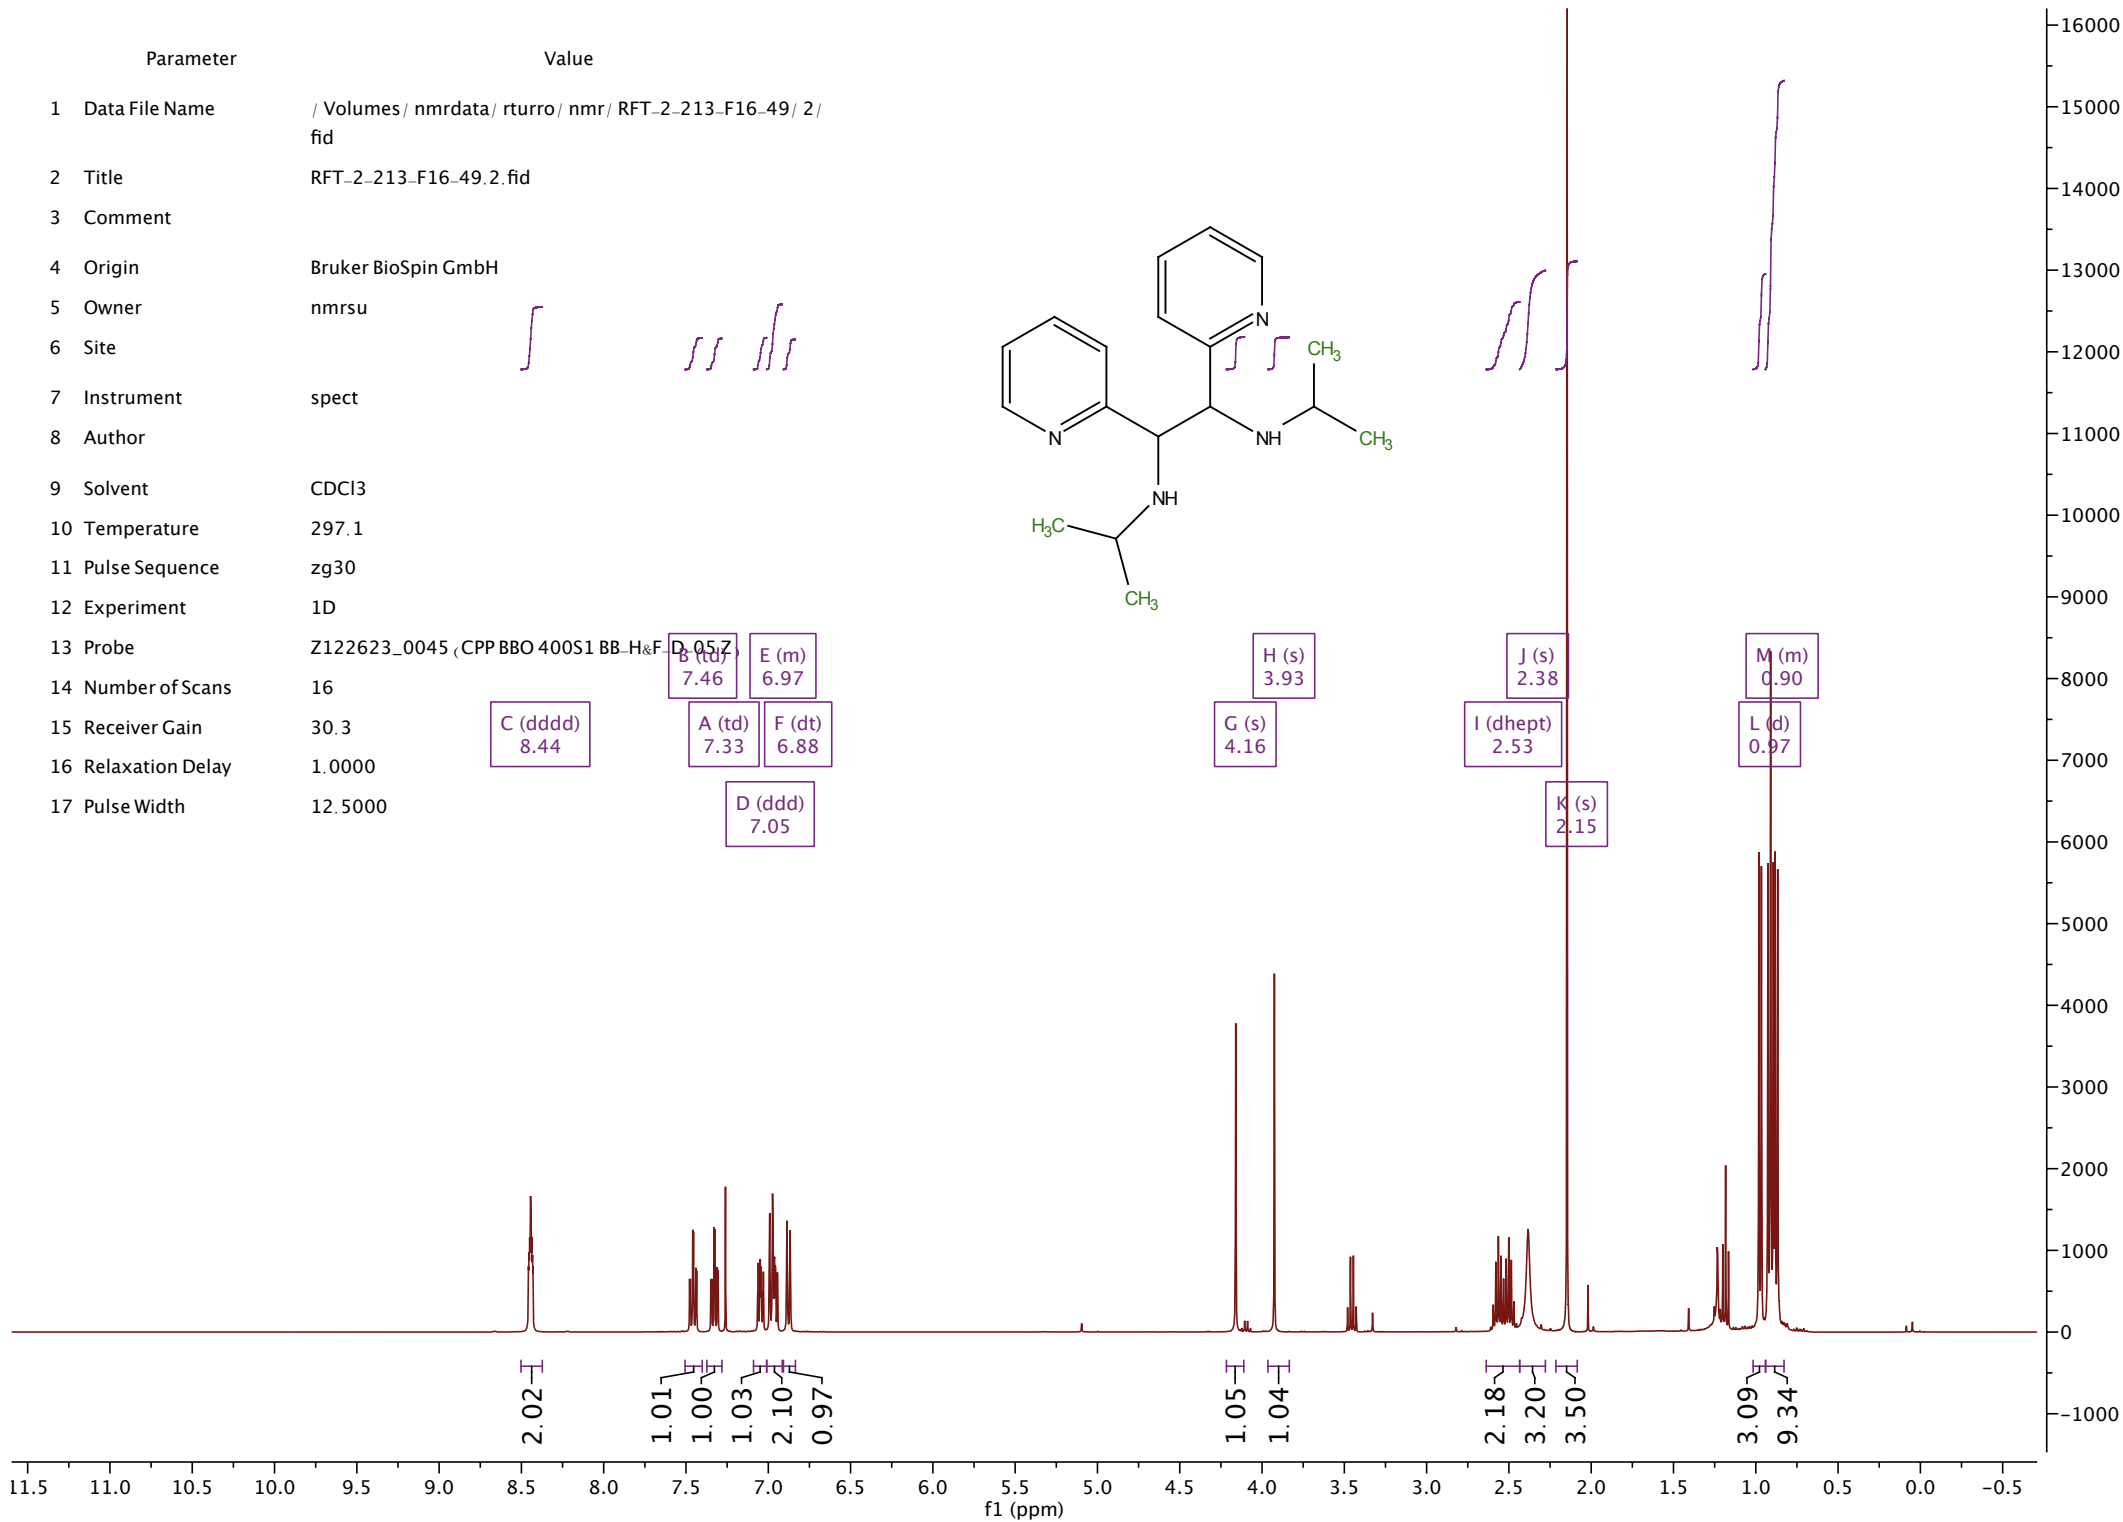 Parameter Value
1 Data File Name / Volumes/ nmrdata/ rturro/ nmr/ RFT_2_213_F16_49/ 2/
fid
2 Title RFT_2_213_F16_49.2.fid
3 Comment
4 Origin Bruker BioSpin GmbH
5 Owner nmrsu
6 Site
7 Instrument spect
8 Author
9 Solvent CDCl3
10 Temperature 297.1
11 Pulse Sequence zg30
12 Experiment 1D
13 Probe Z122623_0045 (CPP BBO 400S1 BB-H&F-D-05 Z)
14 Number of Scans 16
15 Receiver Gain 30.3
16 Relaxation Delay 1.0000
17 Pulse Width 12.5000
N
N
NH
NH
CH3
CH3
H3C
CH3
B (td)
7.46
E (m)
6.97
H (s)
3.93
J (s)
2.38
M (m)
0.90
C (dddd)
8.44
A (td)
7.33
F (dt)
6.88
G (s)
4.16
I (dhept)
2.53
L (d)
0.97
D (ddd)
7.05
K (s)
2.15
16000
15000
14000
13000
12000
11000
10000
9000
8000
7000
6000
5000
4000
3000
2000
1000
0
-1000
2.02
1.01
1.00
1.03
2.10
0.97
1.05
1.04
2.18
3.20
3.50
3.09
9.34
11.5 11.0 10.5 10.0 9.5 9.0 8.5 8.0 7.5 7.0 6.5 6.0 5.5 5.0 4.5 4.0 3.5 3.0 2.5 2.0 1.5 1.0 0.5 0.0 -0.5
f1 (ppm)